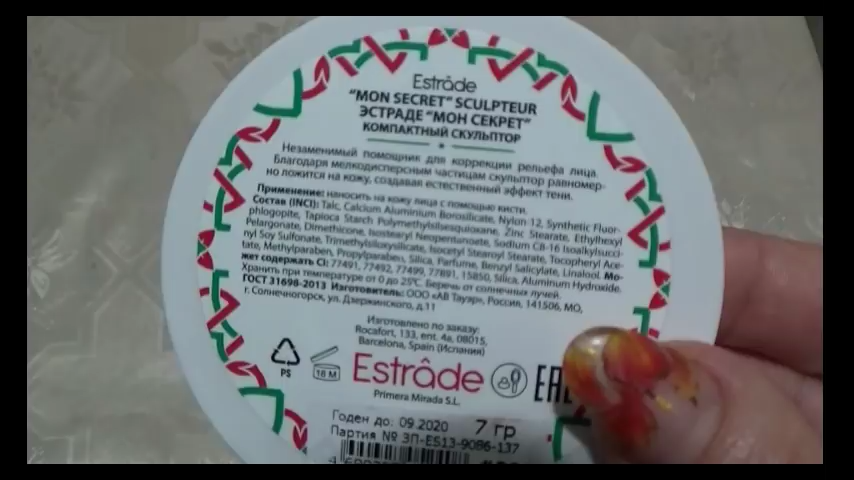 Estrâde
"MON SECRET" SCULPTEUR
ЭСТРАДЕ "МОН СЕКРЕТ"
КОМПАКТНЫЙ СКУЛЬПТОР
Незаменимый помощник для коррекции рельефа лица.
Благодаря мелкодисперсным частицам скульптор равномер-
но ложится на кожу, создавая естественный эффект тени.
Применение: наносить на кожу лица с помощью кисти.
Состав (INCI): Talc, Calcium Aluminium Borosilicate, Nylon-12, Synthetic Fluor-
phlogopite, Tapioca Starch Polymethylsilsesquioxane, Zinc Stearate, Ethylhexyl
Pelargonate, Dimethicone, Isostearyl Neopentanoate, Sodium C8-16 Isoalkylsucci-
nyl Soy Sulfonate, Trimethylsiloxysilicate, Isocetyl Stearoyl Stearate, Tocopheryl Ace-
tate, Methylparaben, Propylparaben, Silica, Parfume, Benzyl Salicylate, Linalool. Мо-
жет содержать CI: 77491, 77492, 77499, 77891, 15850, Silica, Aluminum Hydroxide.
Хранить при температуре от 0 до 25°C. Беречь от солнечных лучей.
ГОСТ 31698-2013 Изготовитель: ООО «АВ Тауэр», Россия, 141506, МО,
г. Солнечногорск, ул. Дзержинского, д.11
Изготовлено по заказу:
Rocafort, 133, ent. 4a, 08015,
Barcelona, Spain (Испания)
PS
18 M
Estrâde
EAC
Primera Mirada S.L.
Годен до: 09.2020 7 гр
Партия № ЗП-ES13-9086-137